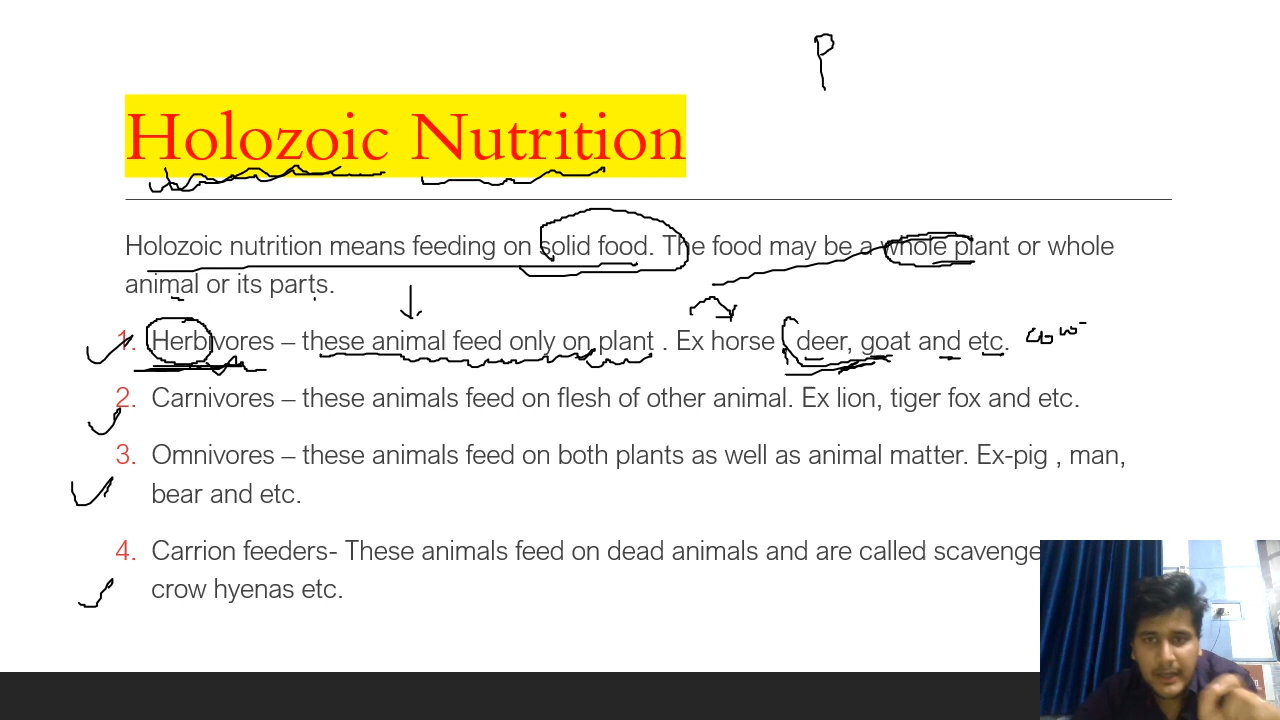 P
Holozoic Nutrition
Holozoic nutrition means feeding on solid food. The food may be a whole plant or whole
animal or its parts.
1. Herbivores – these animal feed only on plant . Ex horse , deer, goat and etc. cow
2. Carnivores – these animals feed on flesh of other animal. Ex lion, tiger fox and etc.
3. Omnivores – these animals feed on both plants as well as animal matter. Ex-pig , man,
bear and etc.
4. Carrion feeders- These animals feed on dead animals and are called
crow hyenas etc.